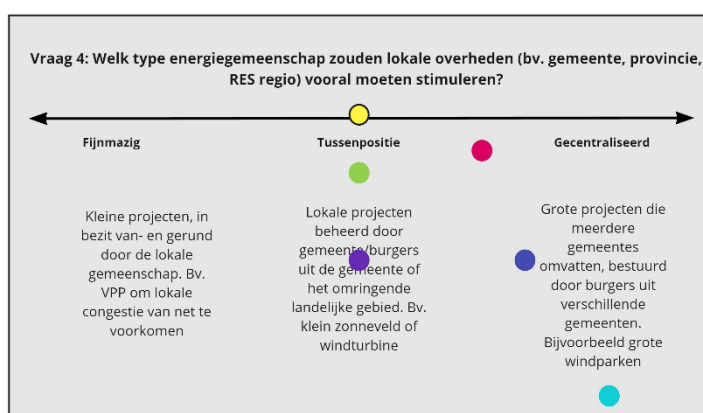 Vraag 4: Welk type energiegemeenschap zouden lokale overheden (bv. gemeente, provincie,
RES regio) vooral moeten stimuleren?
Fijnmazig
Tussenpositie
Gecentraliseerd
Kleine projecten, in
bezit van- en gerund
door de lokale
gemeenschap. Bv.
VPP om lokale
congestie van net te
voorkomen
Lokale projecten
beheerd door
gemeente/burgers
uit de gemeente of
het omringende
landelijke gebied. Bv.
klein zonneveld of
windturbine
Grote projecten die
meerdere
gemeentes
omvatten, bestuurd
door burgers uit
verschillende
gemeenten.
Bijvoorbeeld grote
windparken